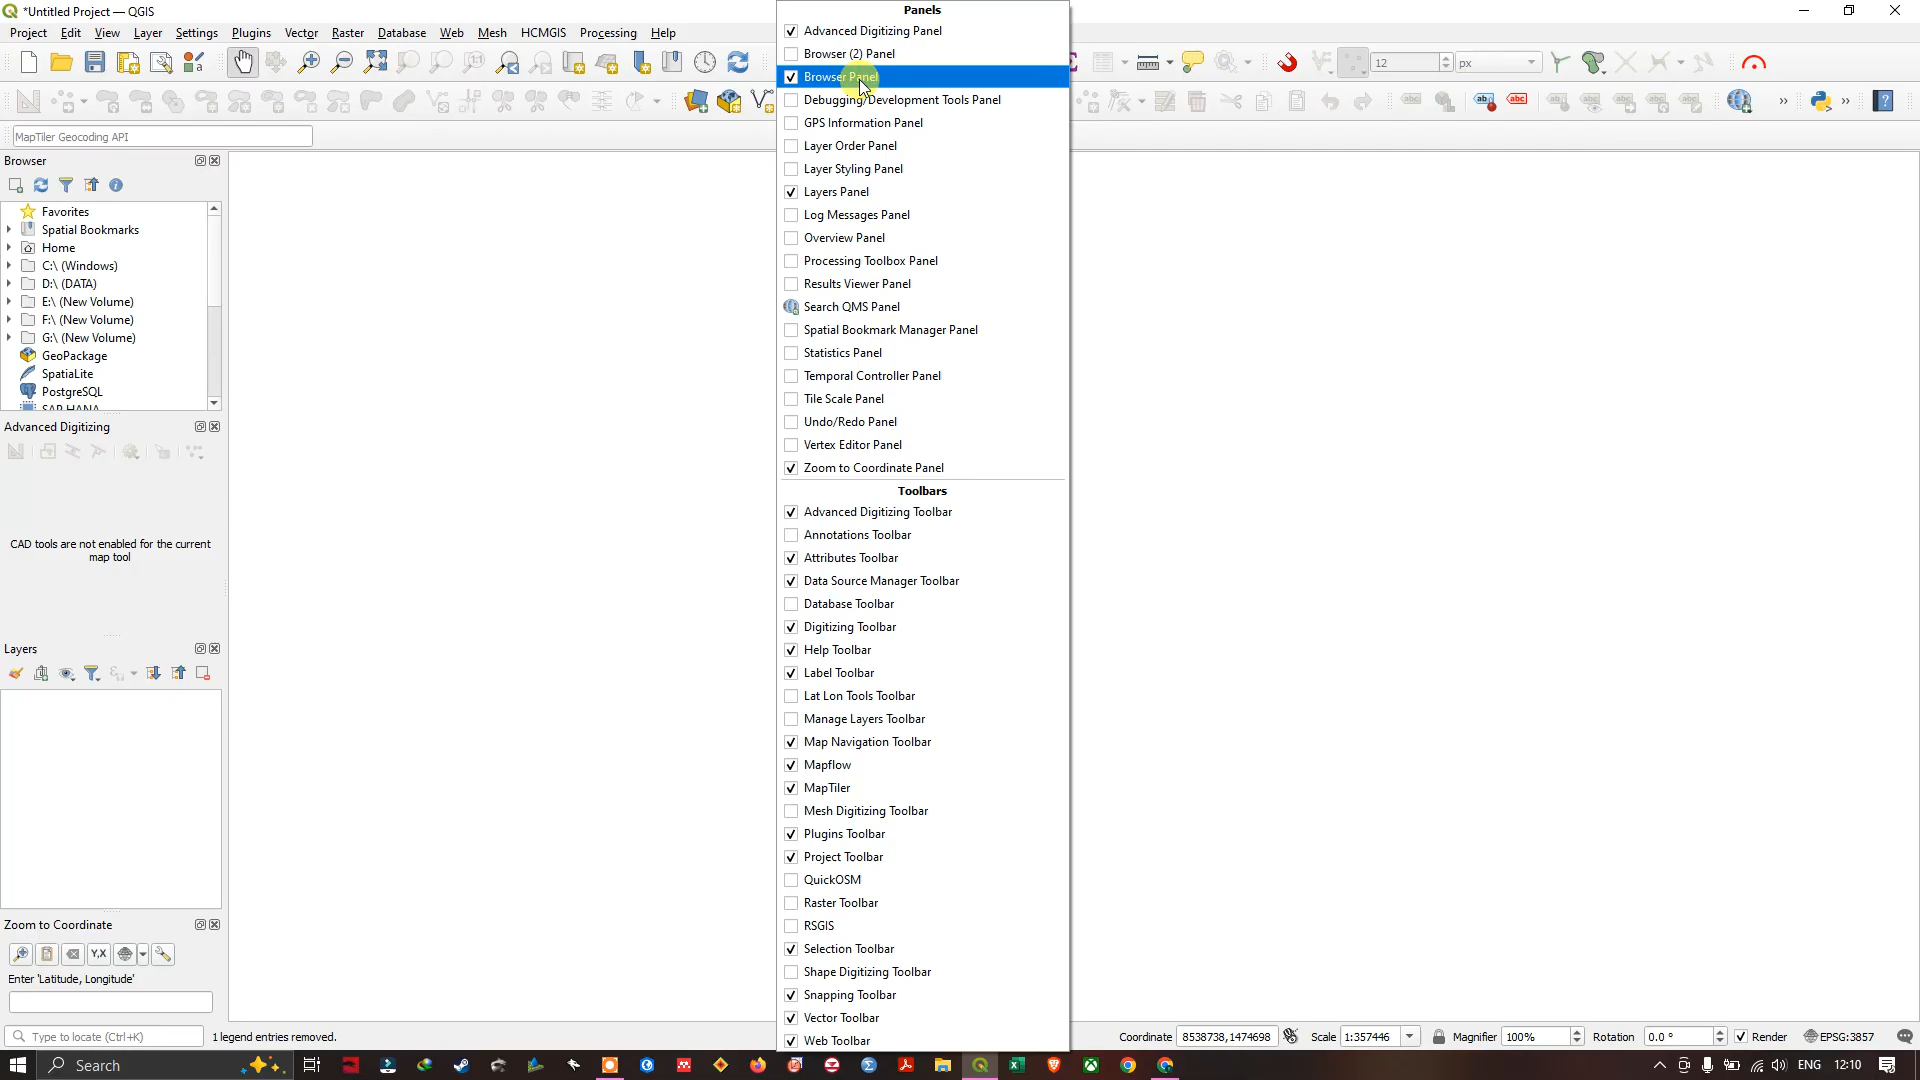 *Untitled Project — QGIS
Project Edit View Layer Settings Plugins Vector Raster Database Web Mesh HCMGIS Processing Help
12 px
MapTiler Geocoding API
Browser
Favorites
Spatial Bookmarks
Home
C:\ (Windows)
D:\ (DATA)
E:\ (New Volume)
F:\ (New Volume)
G:\ (New Volume)
GeoPackage
SpatiaLite
PostgreSQL
SAP HANA
Advanced Digitizing
CAD tools are not enabled for the current
map tool
Layers
Zoom to Coordinate
Y,X
Enter 'Latitude, Longitude'
Panels
Advanced Digitizing Panel
Browser (2) Panel
Browser Panel
Debugging/Development Tools Panel
GPS Information Panel
Layer Order Panel
Layer Styling Panel
Layers Panel
Log Messages Panel
Overview Panel
Processing Toolbox Panel
Results Viewer Panel
Search QMS Panel
Spatial Bookmark Manager Panel
Statistics Panel
Temporal Controller Panel
Tile Scale Panel
Undo/Redo Panel
Vertex Editor Panel
Zoom to Coordinate Panel
Toolbars
Advanced Digitizing Toolbar
Annotations Toolbar
Attributes Toolbar
Data Source Manager Toolbar
Database Toolbar
Digitizing Toolbar
Help Toolbar
Label Toolbar
Lat Lon Tools Toolbar
Manage Layers Toolbar
Map Navigation Toolbar
Mapflow
MapTiler
Mesh Digitizing Toolbar
Plugins Toolbar
Project Toolbar
QuickOSM
Raster Toolbar
RSGIS
Selection Toolbar
Shape Digitizing Toolbar
Snapping Toolbar
Vector Toolbar
Web Toolbar
Type to locate (Ctrl+K) 1 legend entries removed. Coordinate 8538738,1474698 Scale 1:357446 Magnifier 100% Rotation 0.0 ° Render EPSG:3857
Search ENG 12:10